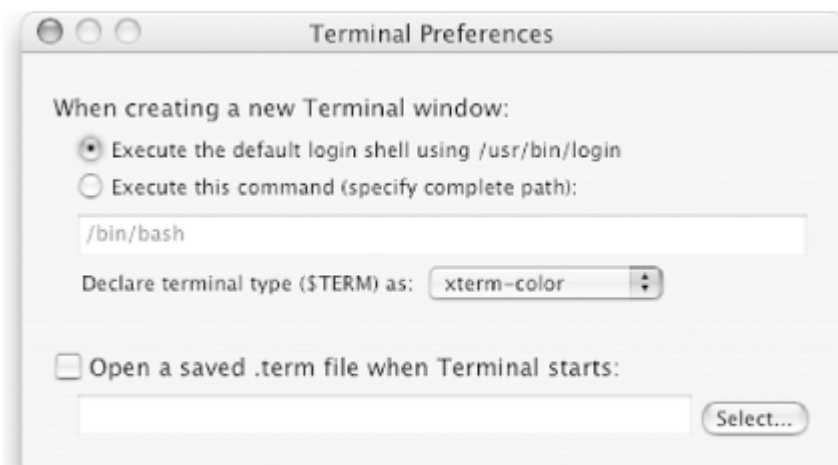 Terminal Preferences
When creating a new Terminal window:
Execute the default login shell using /usr/bin/login
Execute this command (specify complete path):
/bin/bash
Declare terminal type ($TERM) as: xterm-color
Open a saved .term file when Terminal starts:
Select...